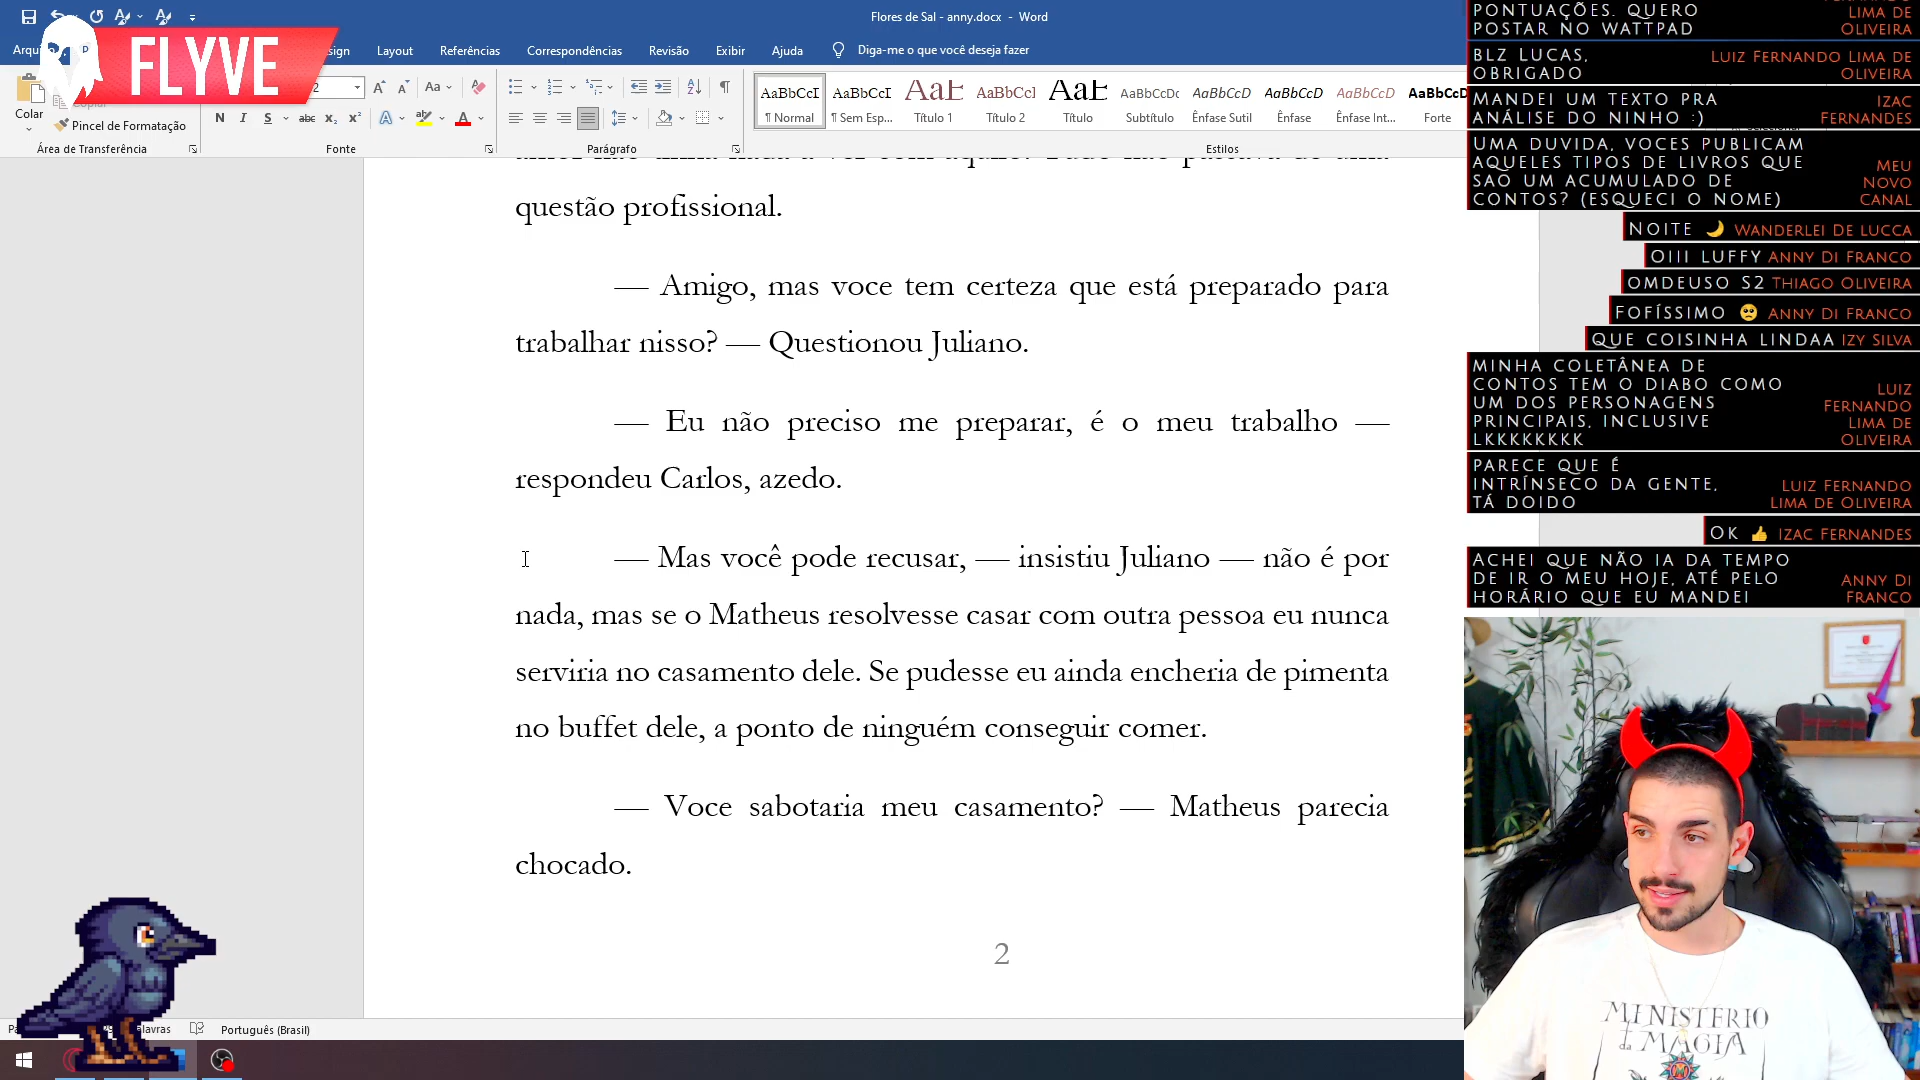 Flores de Sal - anny.docx - Word
Layout
Referências
Correspondências
Revisão
Exibir
Ajuda
Diga-me o que você deseja fazer
FLYVE
Colar
Copiar
Pincel de Formatação
Área de Transferência
N I S abc x₂ x²
Aa
Fonte
Parágrafo
AaBbCcI
¶ Normal
AaBbCcI
¶ Sem Esp...
AaE
Título 1
AaBbCcI
Título 2
AaE
Título
AaBbCcDc
Subtítulo
AaBbCcD
Ênfase Sutil
AaBbCcD
Ênfase
AaBbCcD
Ênfase Int...
AaBbCcD
Forte
Estilos
questão profissional.
— Amigo, mas voce tem certeza que está preparado para
trabalhar nisso? — Questionou Juliano.
— Eu não preciso me preparar, é o meu trabalho —
respondeu Carlos, azedo.
— Mas você pode recusar, — insistiu Juliano — não é por
nada, mas se o Matheus resolvesse casar com outra pessoa eu nunca
serviria no casamento dele. Se pudesse eu ainda encheria de pimenta
no buffet dele, a ponto de ninguém conseguir comer.
— Voce sabotaria meu casamento? — Matheus parecia
chocado.
2
Português (Brasil)
PONTUAÇÕES. QUERO
POSTAR NO WATTPAD
LIMA DE
OLIVEIRA
BLZ LUCAS,
OBRIGADO
LUIZ FERNANDO LIMA DE
OLIVEIRA
MANDEI UM TEXTO PRA
ANÁLISE DO NINHO :)
IZAC
FERNANDES
UMA DUVIDA, VOCES PUBLICAM
AQUELES TIPOS DE LIVROS QUE
SAO UM ACUMULADO DE
CONTOS? (ESQUECI O NOME)
MEU
NOVO
CANAL
NOITE 🌙 WANDERLEI DE LUCCA
OIII LUFFY ANNY DI FRANCO
OMDEUSO S2 THIAGO OLIVEIRA
FOFÍSSIMO 🥺 ANNY DI FRANCO
QUE COISINHA LINDAA IZY SILVA
MINHA COLETÂNEA DE
CONTOS TEM O DIABO COMO
UM DOS PERSONAGENS
PRINCIPAIS, INCLUSIVE
LKKKKKKKK
LUIZ
FERNANDO
LIMA DE
OLIVEIRA
PARECE QUE É
INTRÍNSECO DA GENTE,
TÁ DOIDO
LUIZ FERNANDO
LIMA DE OLIVEIRA
OK 👍 IZAC FERNANDES
ACHEI QUE NÃO IA DA TEMPO
DE IR O MEU HOJE, ATÉ PELO
HORÁRIO QUE EU MANDEI
ANNY DI
FRANCO
MINISTÉRIO
da
MAGIA